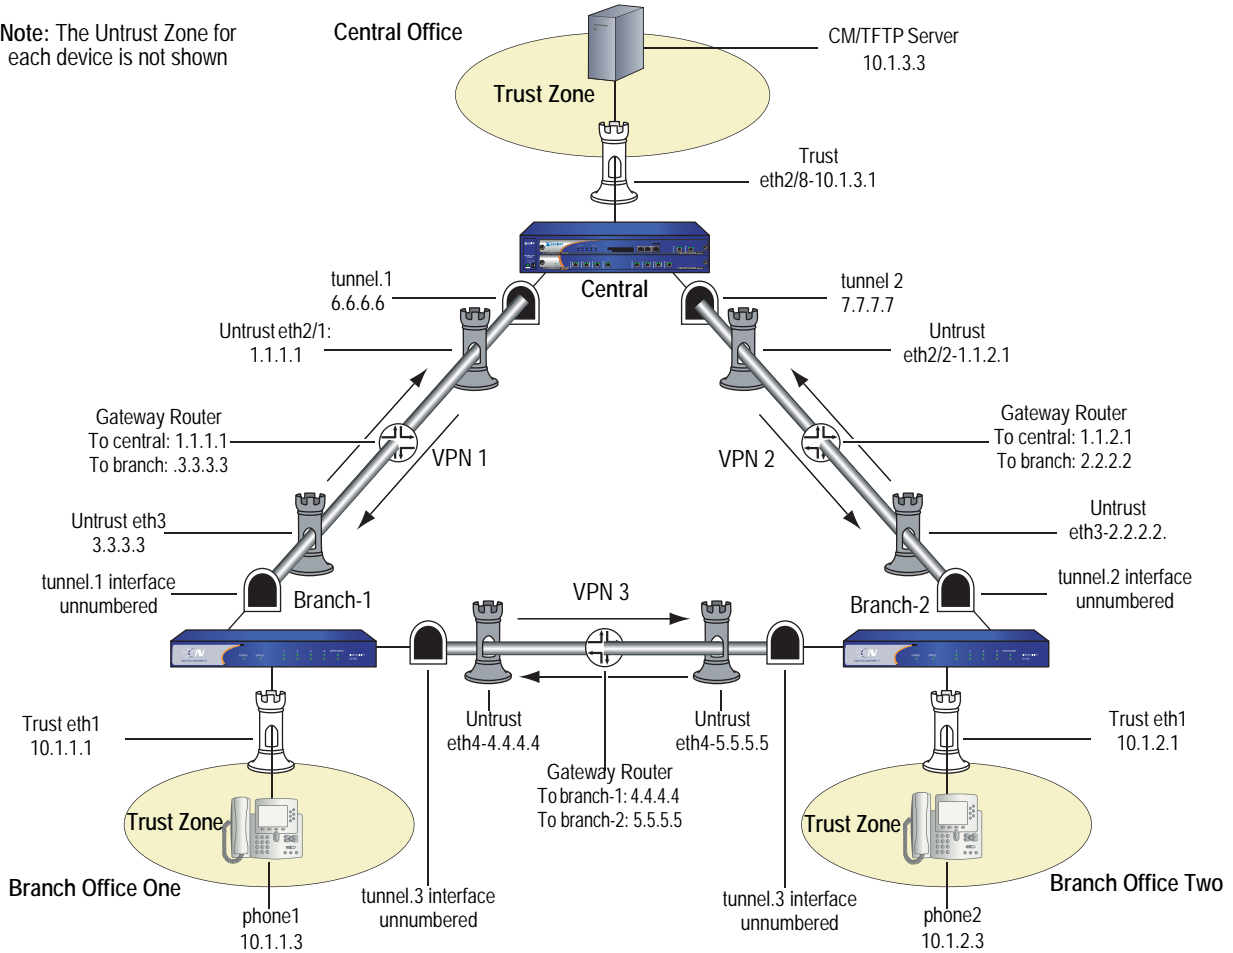 Note: The Untrust Zone for
each device is not shown
Central Office
CM/TFTP Server
10.1.3.3
Trust Zone
Trust
eth2/8-10.1.3.1
tunnel.1
6.6.6.6
Central
tunnel 2
7.7.7.7
Untrust eth2/1:
1.1.1.1
Untrust
eth2/2-1.1.2.1
Gateway Router
To central: 1.1.1.1
To branch: .3.3.3.3
VPN 1
VPN 2
Gateway Router
To central: 1.1.2.1
To branch: 2.2.2.2
Untrust eth3
3.3.3.3
Untrust
eth3-2.2.2.2.
tunnel.1 interface
unnumbered
Branch-1
VPN 3
Branch-2
tunnel.2 interface
unnumbered
Trust eth1
10.1.1.1
Untrust
eth4-4.4.4.4
Untrust
eth4-5.5.5.5
Trust eth1
10.1.2.1
Gateway Router
To branch-1: 4.4.4.4
To branch-2: 5.5.5.5
Trust Zone
Trust Zone
Branch Office One
Branch Office Two
tunnel.3 interface
unnumbered
tunnel.3 interface
unnumbered
phone1
10.1.1.3
phone2
10.1.2.3